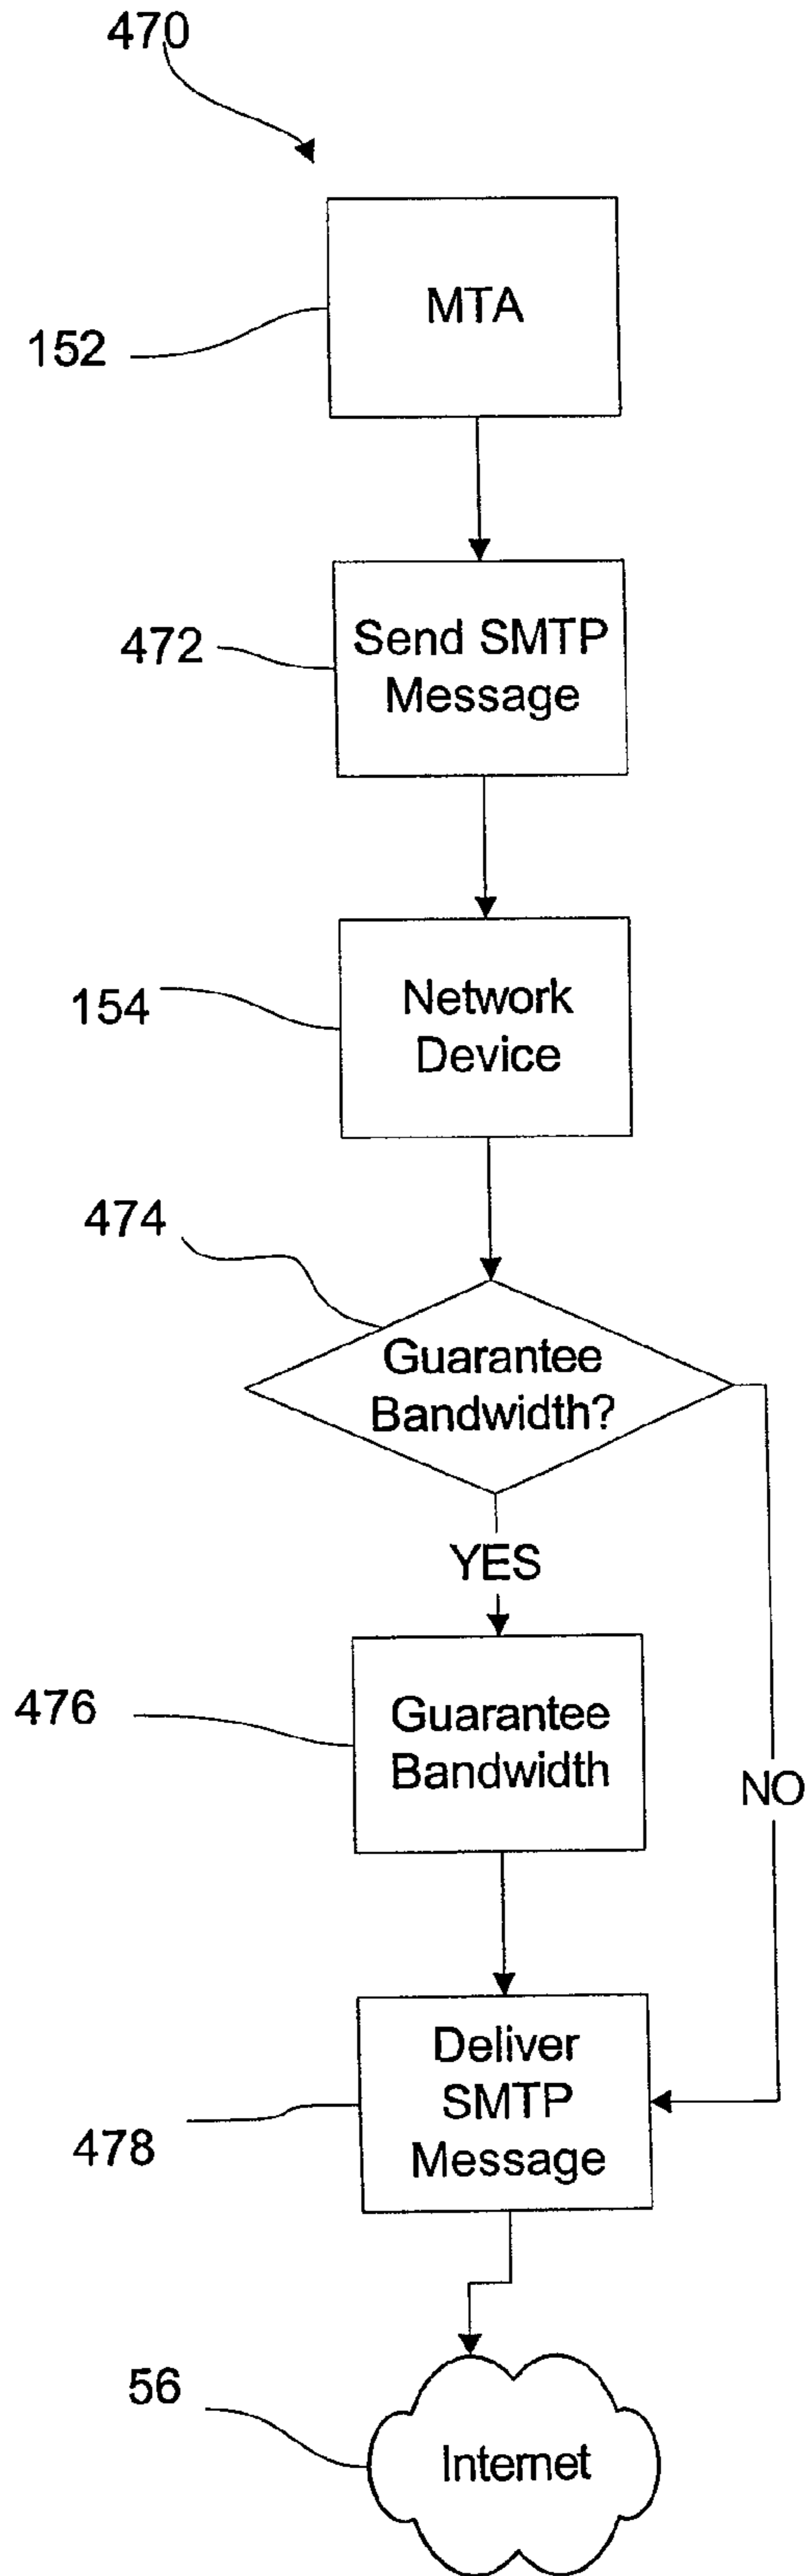 470
MTA
152
Send SMTP
Message
472
Network
Device
154
474
Guarantee
Bandwidth?
YES
Guarantee
Bandwidth
476
NO
Deliver
SMTP
Message
478
56
Internet